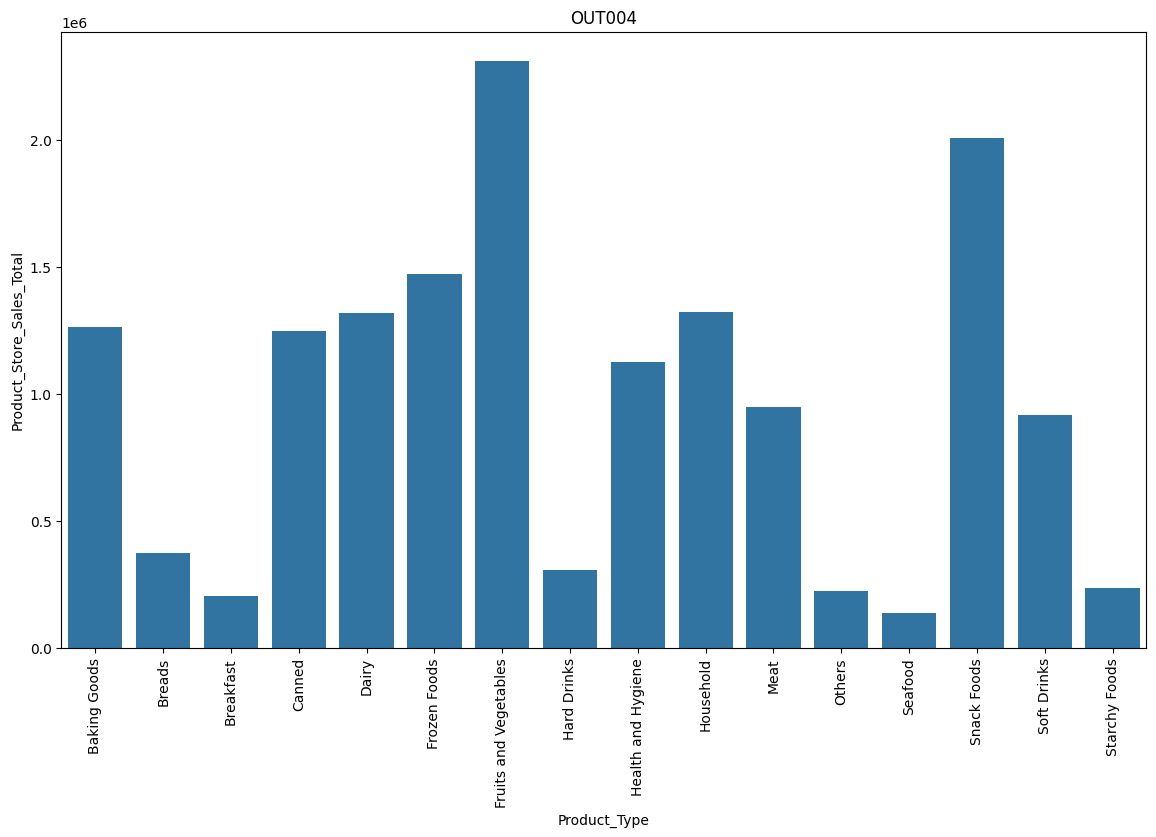 OUT004
1e6
2.0
1.5
1.0
0.5
0.0
Product_Store_Sales_Total
Baking Goods
Breads
Breakfast
Canned
Dairy
Frozen Foods
Fruits and Vegetables
Hard Drinks
Health and Hygiene
Household
Meat
Others
Seafood
Snack Foods
Soft Drinks
Starchy Foods
Product_Type